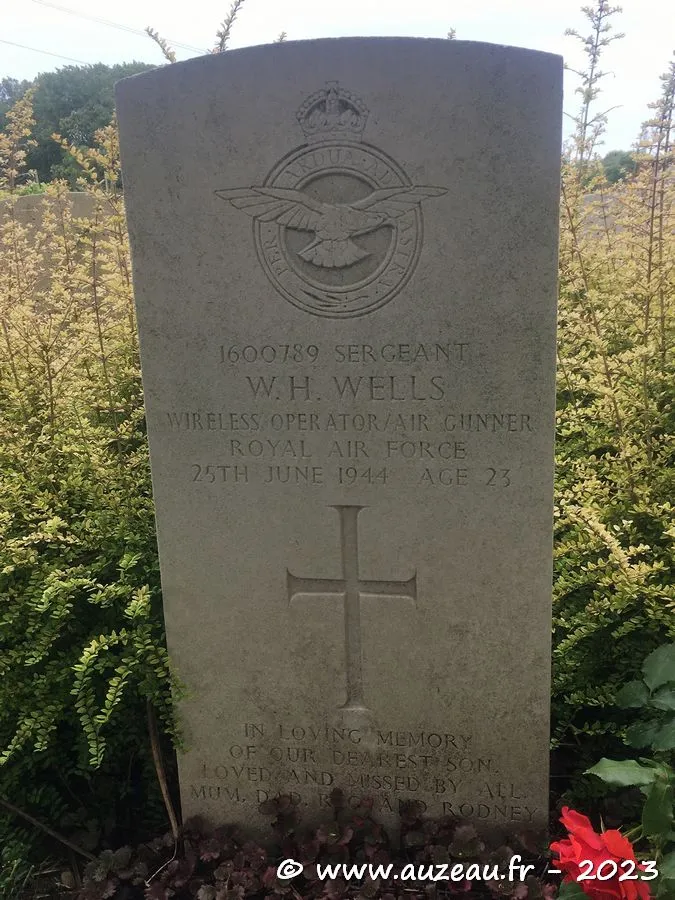 PER ARDUA AD ASTRA
1600789 SERGEANT
W. H. WELLS
WIRELESS OPERATOR/AIR GUNNER
ROYAL AIR FORCE
25TH JUNE 1944 AGE 23
IN LOVING MEMORY
OF OUR DEAREST SON.
LOVED AND MISSED BY ALL.
MUM, DAD, REG AND RODNEY
© www.auzeau.fr - 2023